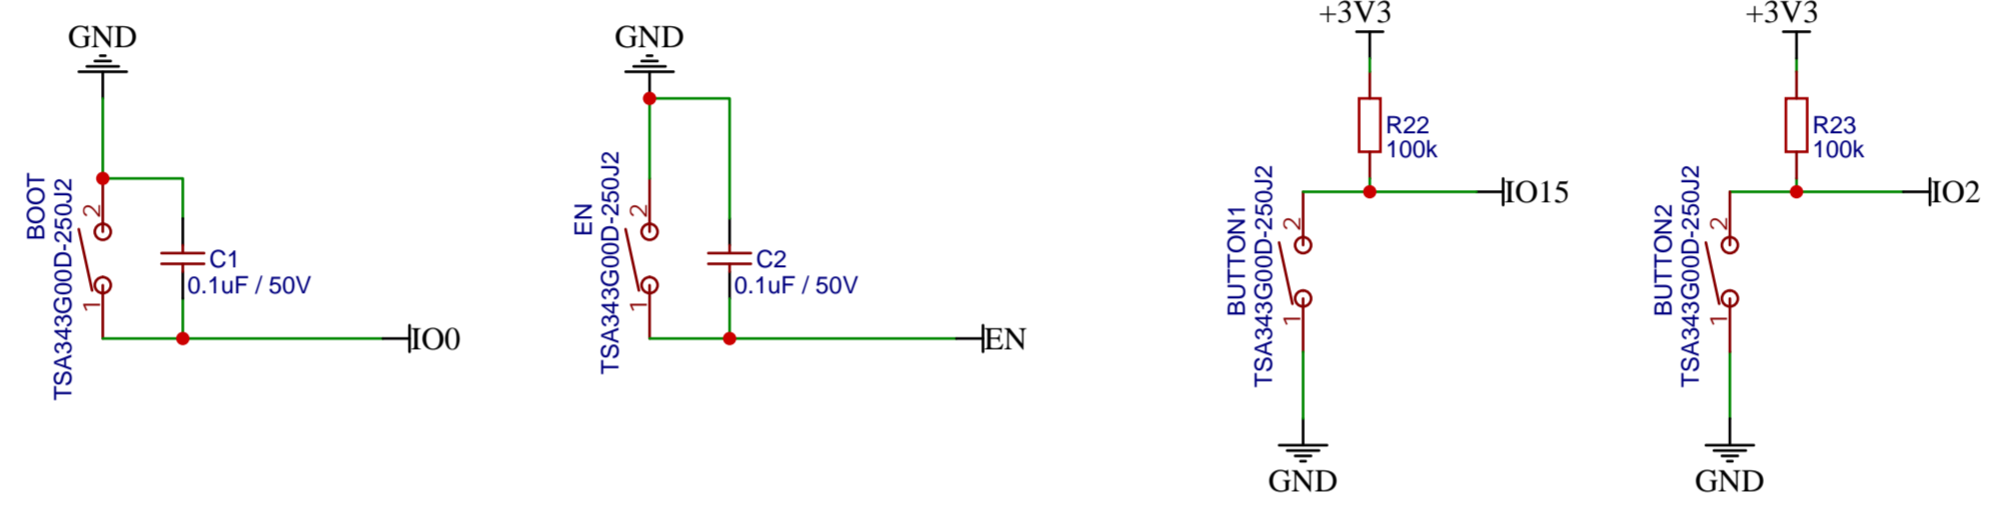 GND
BOOT
TSA343G00D-250J2
2
1
C1
0.1uF / 50V
IO0
GND
EN
TSA343G00D-250J2
2
1
C2
0.1uF / 50V
EN
+3V3
R22
100k
IO15
BUTTON1
TSA343G00D-250J2
2
1
GND
+3V3
R23
100k
IO2
BUTTON2
TSA343G00D-250J2
2
1
GND